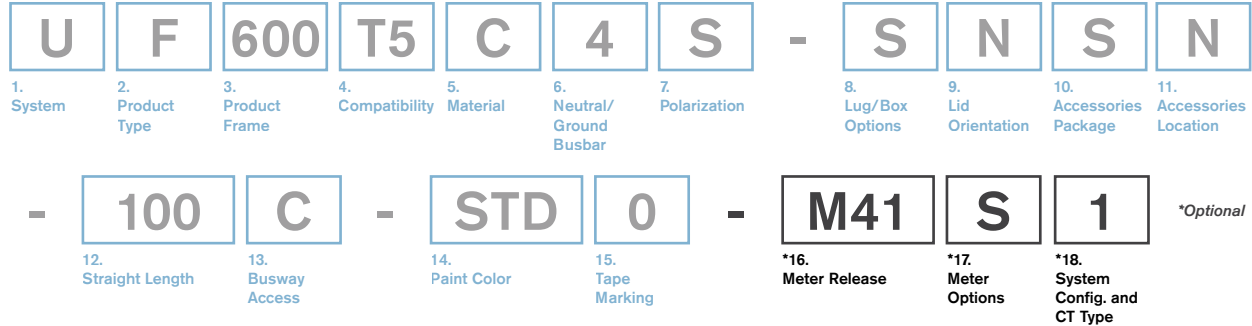 U F 600 T5 C 4 S - S N S N
1. System
2. Product Type
3. Product Frame
4. Compatibility
5. Material
6. Neutral/ Ground Busbar
7. Polarization
8. Lug/Box Options
9. Lid Orientation
10. Accessories Package
11. Accessories Location
- 100 C - STD 0 - M41 S 1 *Optional
12. Straight Length
13. Busway Access
14. Paint Color
15. Tape Marking
*16. Meter Release
*17. Meter Options
*18. System Config. and CT Type